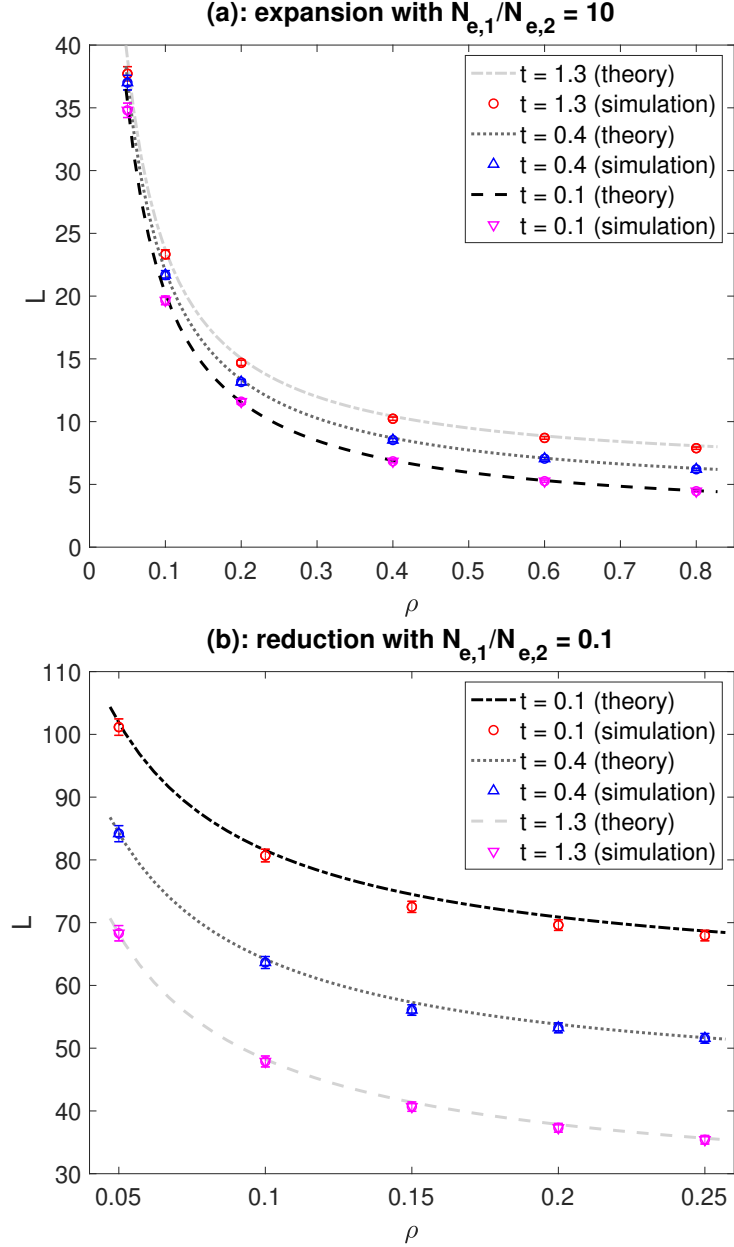 (a): expansion with N_{e,1}/N_{e,2} = 10
40
35
30
25
20
15
10
5
0
L
t = 1.3 (theory)
t = 1.3 (simulation)
t = 0.4 (theory)
t = 0.4 (simulation)
t = 0.1 (theory)
t = 0.1 (simulation)
0 0.1 0.2 0.3 0.4 0.5 0.6 0.7 0.8
ρ
(b): reduction with N_{e,1}/N_{e,2} = 0.1
110
100
90
80
70
60
50
40
30
L
t = 0.1 (theory)
t = 0.1 (simulation)
t = 0.4 (theory)
t = 0.4 (simulation)
t = 1.3 (theory)
t = 1.3 (simulation)
0.05 0.1 0.15 0.2 0.25
ρ